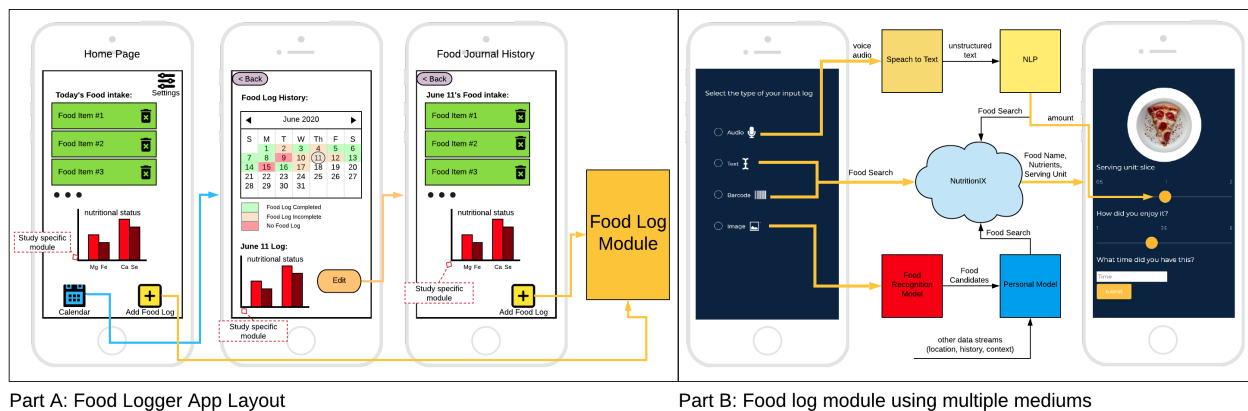 Home Page
Settings
Today's Food intake:
Food Item #1
Food Item #2
Food Item #3
nutritional status
Study specific
module
Mg Fe Ca Se
Calendar
Add Food Log
< Back
Food Log History:
June 2020
S M T W Th F S
1 2 3 4 5 6
7 8 9 10 11 12 13
14 15 16 17 18 19 20
21 22 23 24 25 26 27
28 29 30 31
Food Log Completed
Food Log Incomplete
No Food Log
June 11 Log:
nutritional status
Edit
Study specific
module
Food Journal History
< Back
June 11's Food intake:
Food Item #1
Food Item #2
Food Item #3
nutritional status
Mg Fe Ca Se
Study specific
module
Add Food Log
Food Log
Module
Part A: Food Logger App Layout
Select the type of your input log
Audio
Text
Barcode
Image
voice
audio
Speach to Text
unstructured
text
NLP
Food Search
amount
Food Search
NutritionIX
Food Name,
Nutrients,
Serving Unit
Food Search
Food
Recognition
Model
Food
Candidates
Personal Model
other data streams
(location, history, context)
Serving unit: slice
How did you enjoy it?
What time did you have this?
Time
Part B: Food log module using multiple mediums